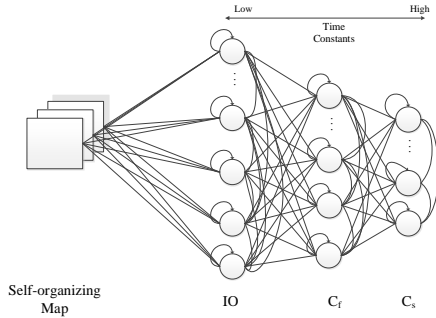 Low
High
Time
Constants
Self-organizing
Map
IO
Cf
Cs